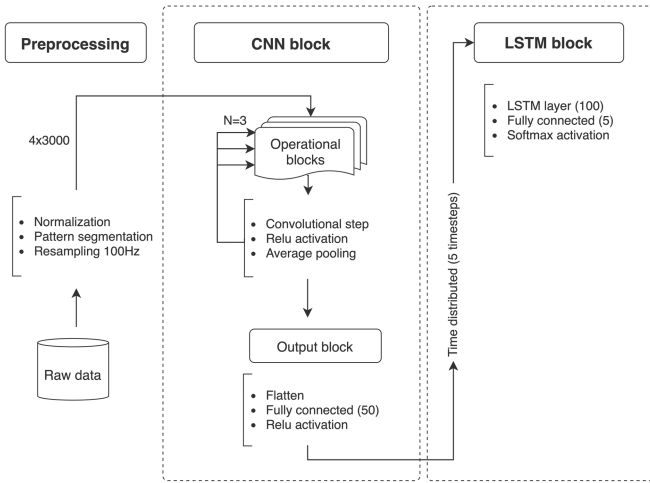 Preprocessing
4x3000
Normalization
Pattern segmentation
Resampling 100Hz
Raw data
CNN block
N=3
Operational
blocks
Convolutional step
Relu activation
Average pooling
Output block
Flatten
Fully connected (50)
Relu activation
Time distributed (5 timesteps)
LSTM block
LSTM layer (100)
Fully connected (5)
Softmax activation